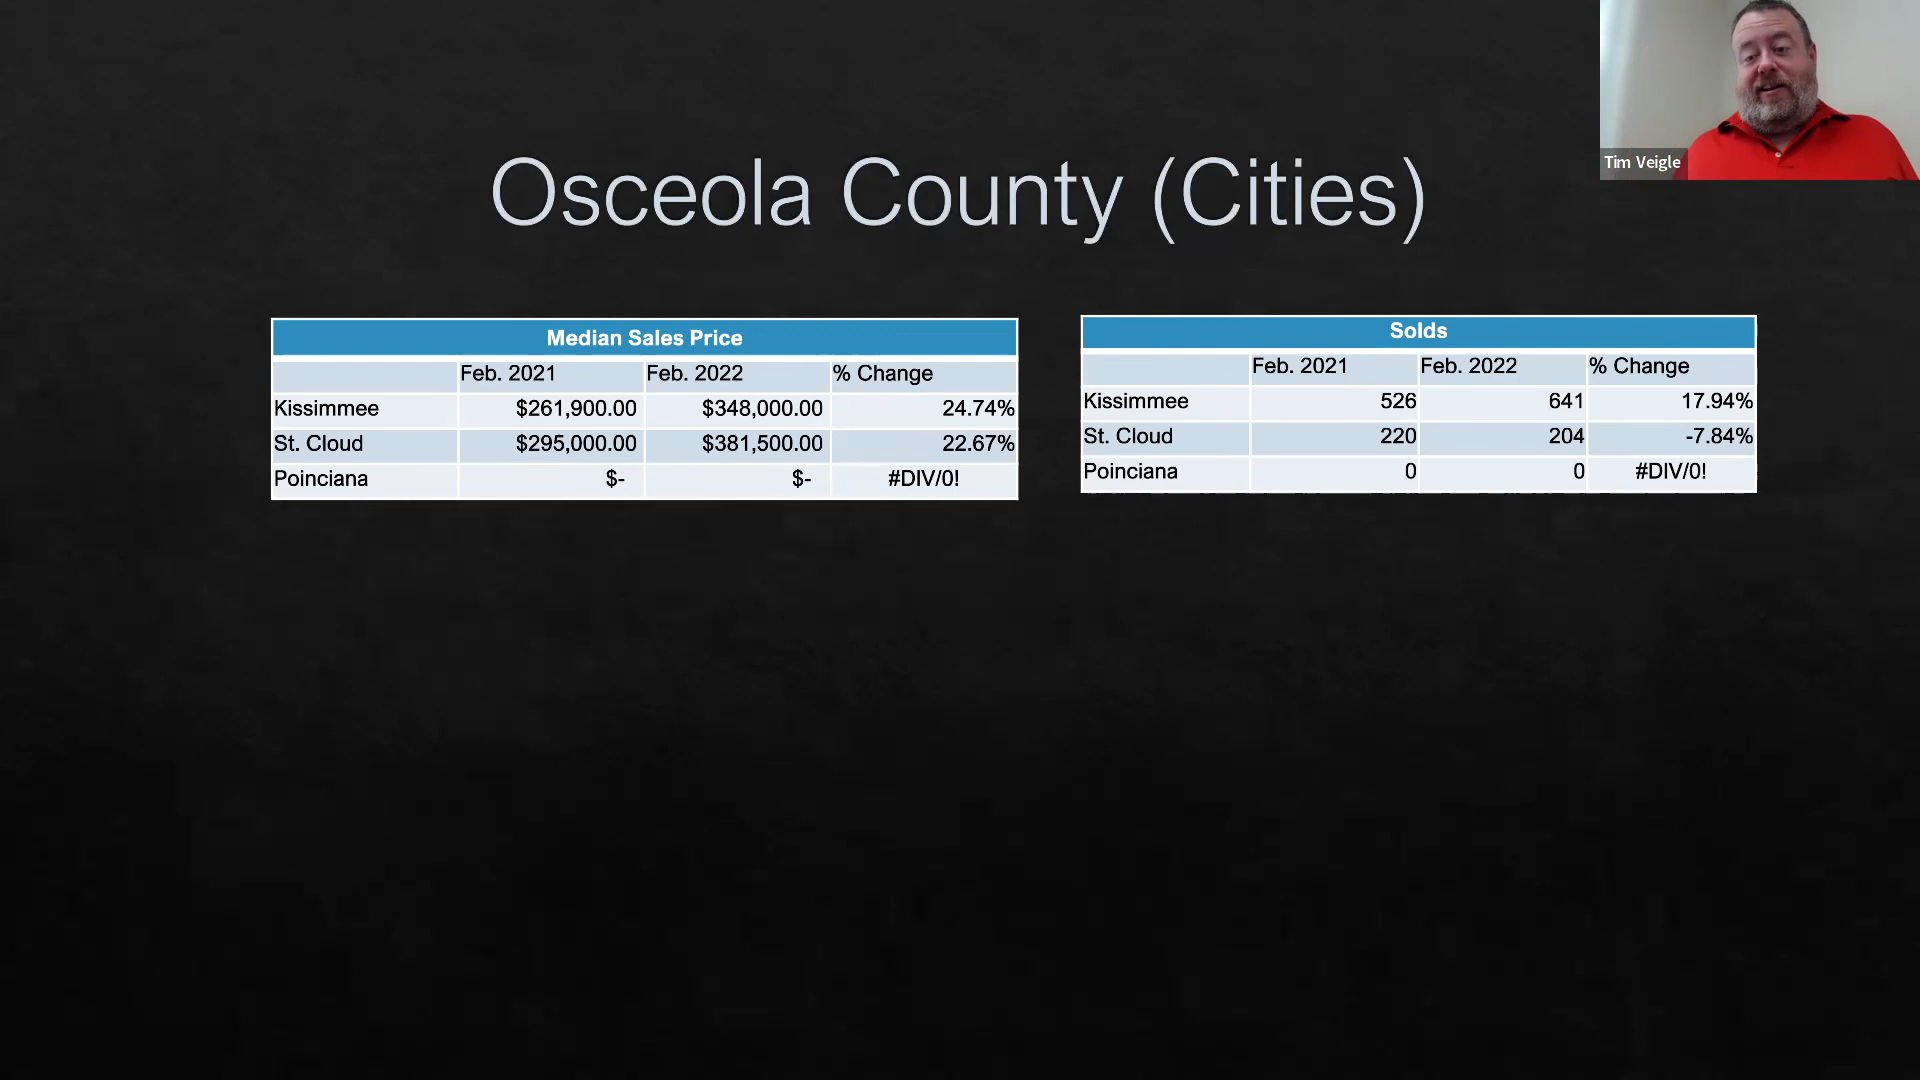 Tim Veigle
Osceola County (Cities)
Median Sales Price
Feb. 2021 Feb. 2022 % Change
Kissimmee $261,900.00 $348,000.00 24.74%
St. Cloud $295,000.00 $381,500.00 22.67%
Poinciana $- $- #DIV/0!
Solds
Feb. 2021 Feb. 2022 % Change
Kissimmee 526 641 17.94%
St. Cloud 220 204 -7.84%
Poinciana 0 0 #DIV/0!